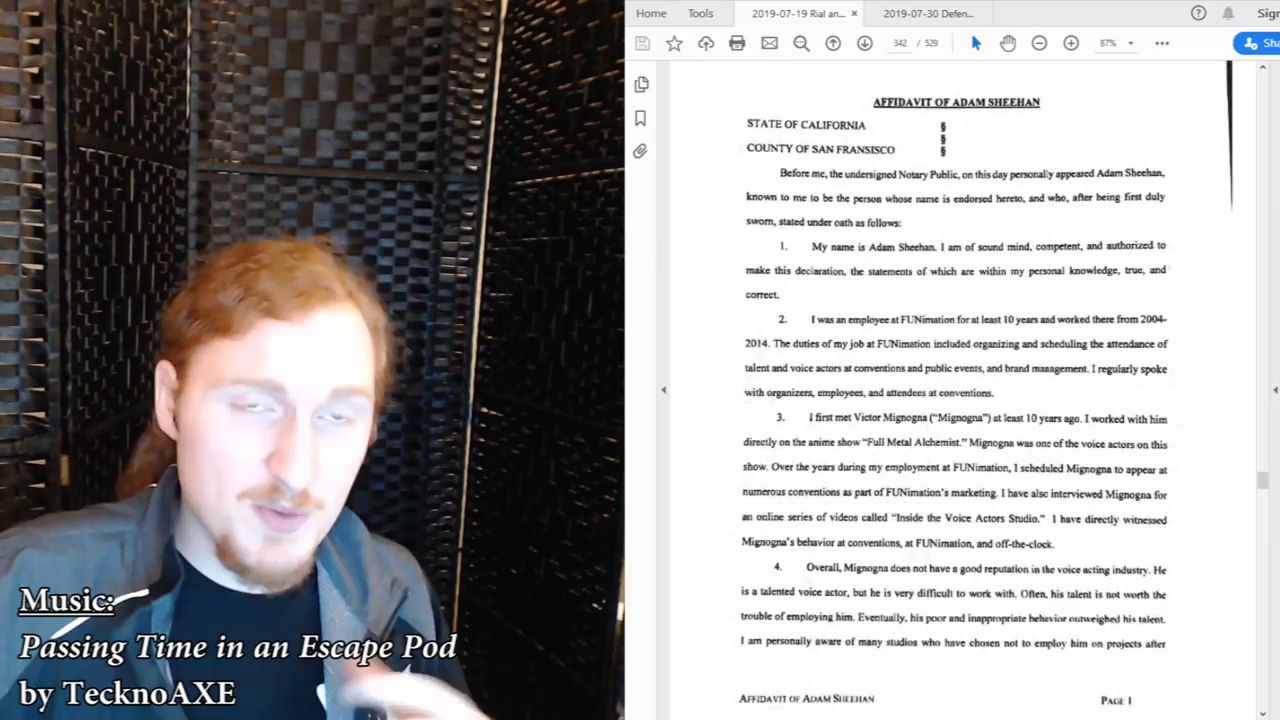 Home Tools 2019-07-19 Rial an... × 2019-07-30 Defen...
Sign
342 / 529
87%
Sha
AFFIDAVIT OF ADAM SHEEHAN
STATE OF CALIFORNIA §
§
COUNTY OF SAN FRANSISCO §
Before me, the undersigned Notary Public, on this day personally appeared Adam Sheehan,
known to me to be the person whose name is endorsed hereto, and who, after being first duly
sworn, stated under oath as follows:
1. My name is Adam Sheehan. I am of sound mind, competent, and authorized to
make this declaration, the statements of which are within my personal knowledge, true, and
correct.
2. I was an employee at FUNimation for at least 10 years and worked there from 2004-
2014. The duties of my job at FUNimation included organizing and scheduling the attendance of
talent and voice actors at conventions and public events, and brand management. I regularly spoke
with organizers, employees, and attendees at conventions.
3. I first met Victor Mignogna ("Mignogna") at least 10 years ago. I worked with him
directly on the anime show "Full Metal Alchemist." Mignogna was one of the voice actors on this
show. Over the years during my employment at FUNimation, I scheduled Mignogna to appear at
numerous conventions as part of FUNimation's marketing. I have also interviewed Mignogna for
an online series of videos called "Inside the Voice Actors Studio." I have directly witnessed
Mignogna's behavior at conventions, at FUNimation, and off-the-clock.
4. Overall, Mignogna does not have a good reputation in the voice acting industry. He
is a talented voice actor, but he is very difficult to work with. Often, his talent is not worth the
trouble of employing him. Eventually, his poor and inappropriate behavior outweighed his talent.
I am personally aware of many studios who have chosen not to employ him on projects after
AFFIDAVIT OF ADAM SHEEHAN PAGE 1
Music:
Passing Time in an Escape Pod
by TecknoAXE